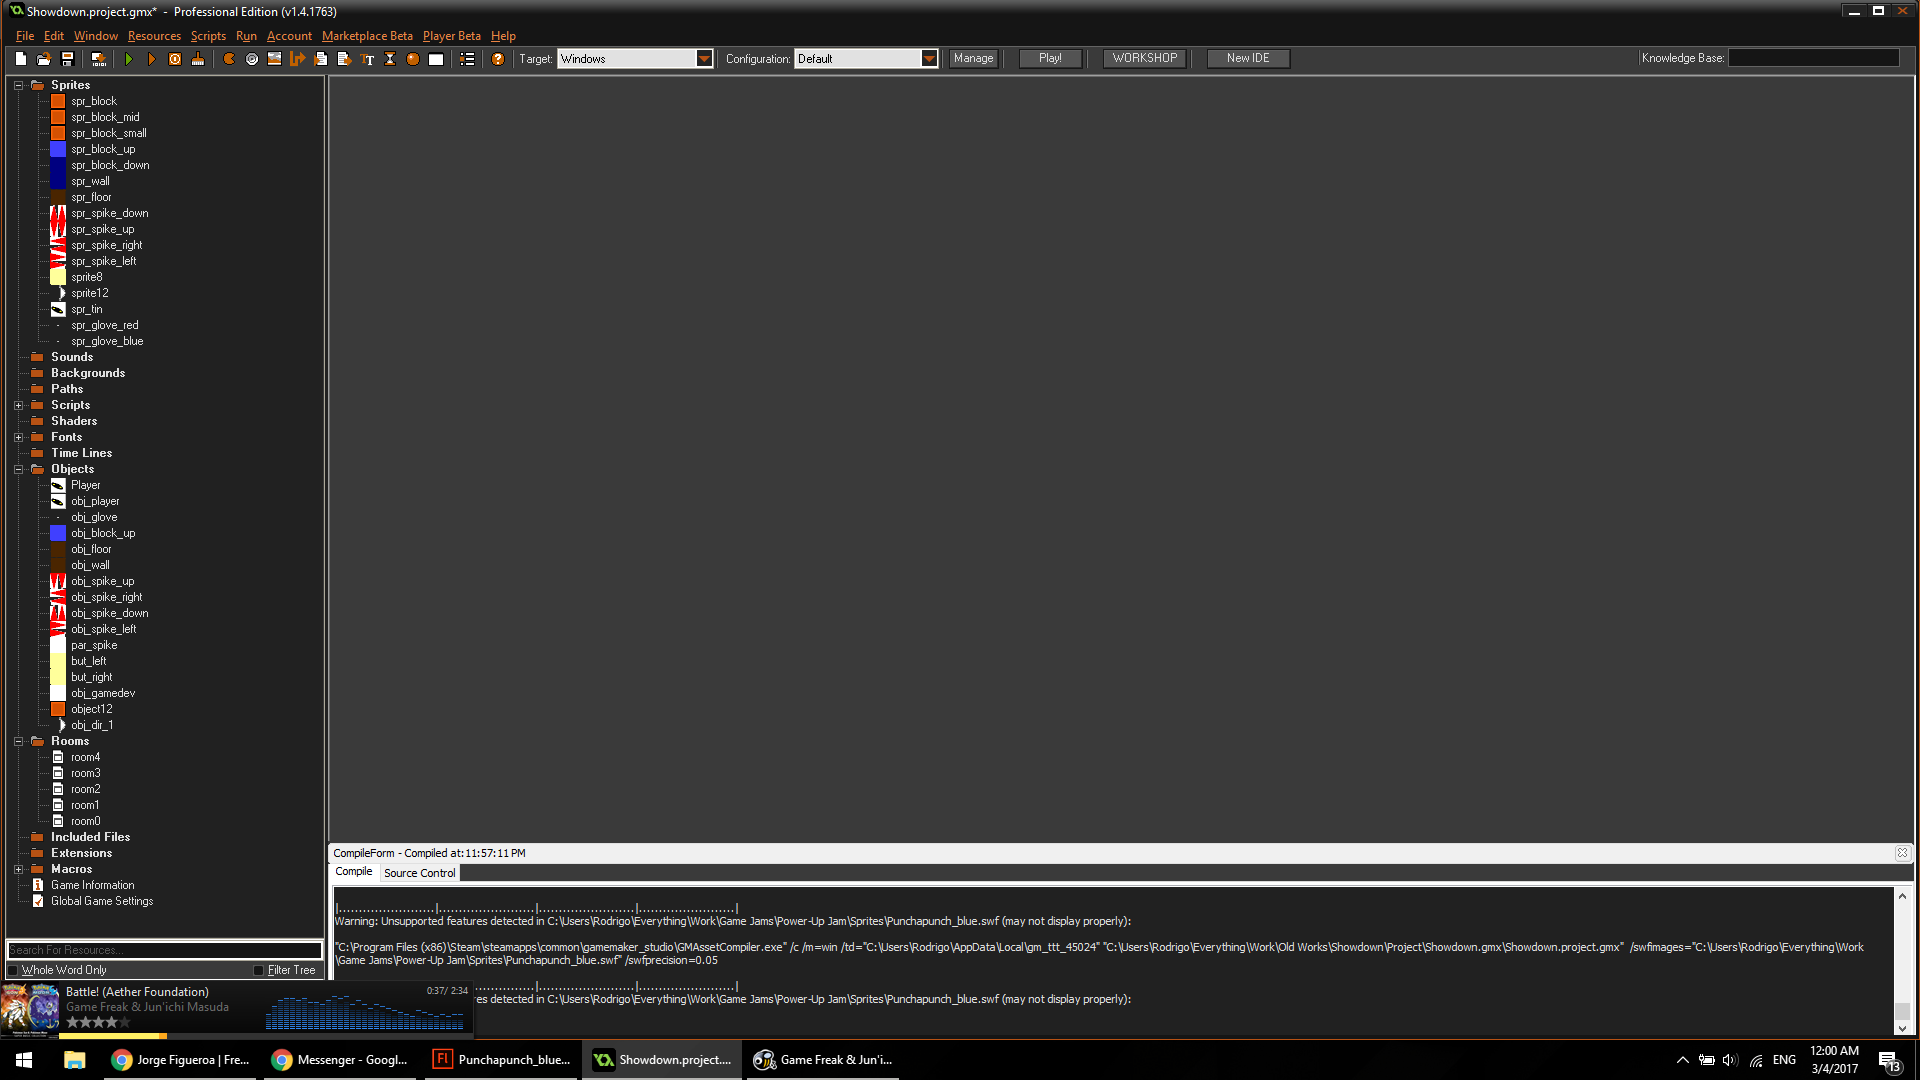 Showdown.project.gmx*  -  Professional Edition (v1.4.1763)
File Edit Window Resources Scripts Run Account Marketplace Beta Player Beta Help
Target: Windows Configuration: Default Manage Play! WORKSHOP New IDE Knowledge Base:
Sprites
spr_block
spr_block_mid
spr_block_small
spr_block_up
spr_block_down
spr_wall
spr_floor
spr_spike_down
spr_spike_up
spr_spike_right
spr_spike_left
sprite8
sprite12
spr_tin
spr_glove_red
spr_glove_blue
Sounds
Backgrounds
Paths
Scripts
Shaders
Fonts
Time Lines
Objects
Player
obj_player
obj_glove
obj_block_up
obj_floor
obj_wall
obj_spike_up
obj_spike_right
obj_spike_down
obj_spike_left
par_spike
but_left
but_right
obj_gamedev
object12
obj_dir_1
Rooms
room4
room3
room2
room1
room0
Included Files
Extensions
Macros
Game Information
Global Game Settings
Search For Resources...
Whole Word Only Filter Tree
CompileForm - Compiled at:11:57:11 PM
Compile Source Control
|........................|........................|........................|........................|
Warning: Unsupported features detected in C:\Users\Rodrigo\Everything\Work\Game Jams\Power-Up Jam\Sprites\Punchapunch_blue.swf (may not display properly):
"C:\Program Files (x86)\Steam\steamapps\common\gamemaker_studio\GMAssetCompiler.exe" /c /m=win /td="C:\Users\Rodrigo\AppData\Local\gm_ttt_45024" "C:\Users\Rodrigo\Everything\Work\Old Works\Showdown\Project\Showdown.gmx\Showdown.project.gmx" /swfimages="C:\Users\Rodrigo\Everything\Work
\Game Jams\Power-Up Jam\Sprites\Punchapunch_blue.swf" /swfprecision=0.05
........................|........................|........................|
res detected in C:\Users\Rodrigo\Everything\Work\Game Jams\Power-Up Jam\Sprites\Punchapunch_blue.swf (may not display properly):
Battle! (Aether Foundation) 0:37/ 2:34
Game Freak & Jun'ichi Masuda
Jorge Figueroa | Fre...
Messenger - Googl...
Fl
Punchapunch_blue...
Showdown.project....
Game Freak & Jun'i...
ENG
12:00 AM
3/4/2017
13